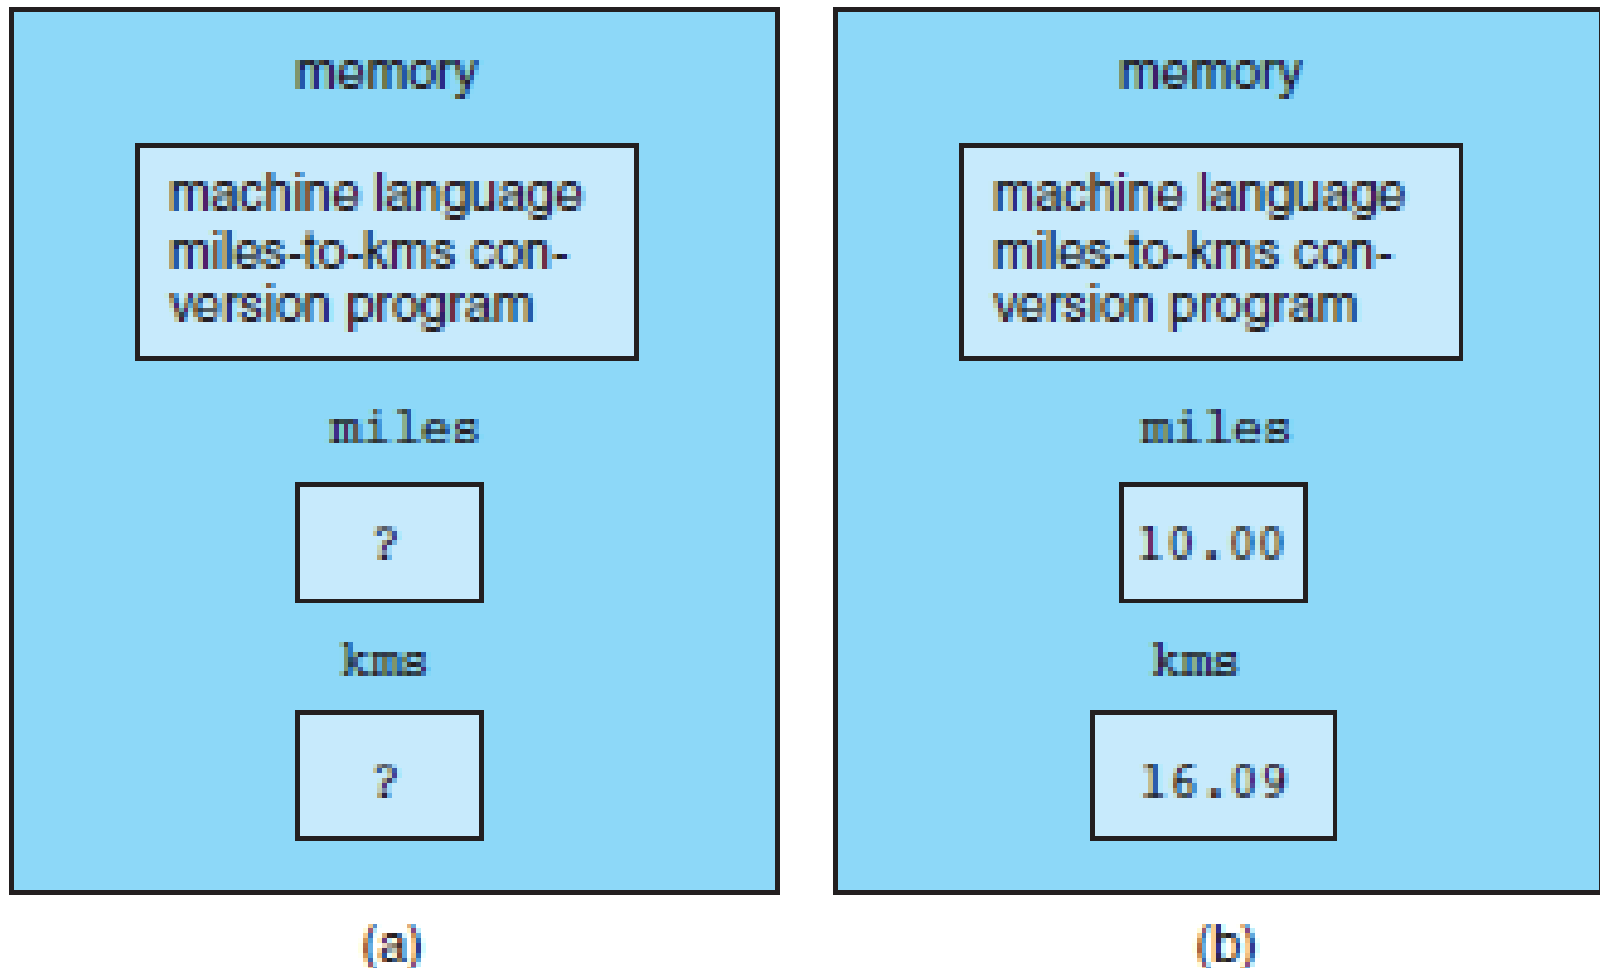 memory
machine language
miles-to-kms con-
version program
miles
?
kms
?
(a)
memory
machine language
miles-to-kms con-
version program
miles
10.00
kms
16.09
(b)